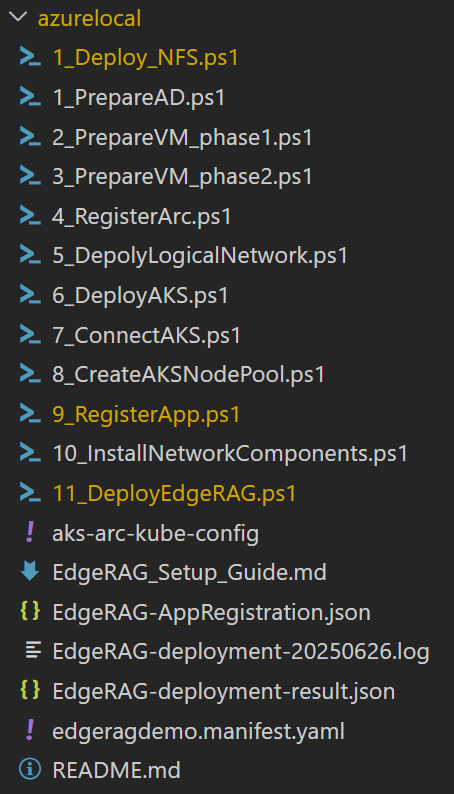 azurelocal
1_Deploy_NFS.ps1
1_PrepareAD.ps1
2_PrepareVM_phase1.ps1
3_PrepareVM_phase2.ps1
4_RegisterArc.ps1
5_DepolyLogicalNetwork.ps1
6_DeployAKS.ps1
7_ConnectAKS.ps1
8_CreateAKSNodePool.ps1
9_RegisterApp.ps1
10_InstallNetworkComponents.ps1
11_DeployEdgeRAG.ps1
aks-arc-kube-config
EdgeRAG_Setup_Guide.md
EdgeRAG-AppRegistration.json
EdgeRAG-deployment-20250626.log
EdgeRAG-deployment-result.json
edgeragdemo.manifest.yaml
README.md